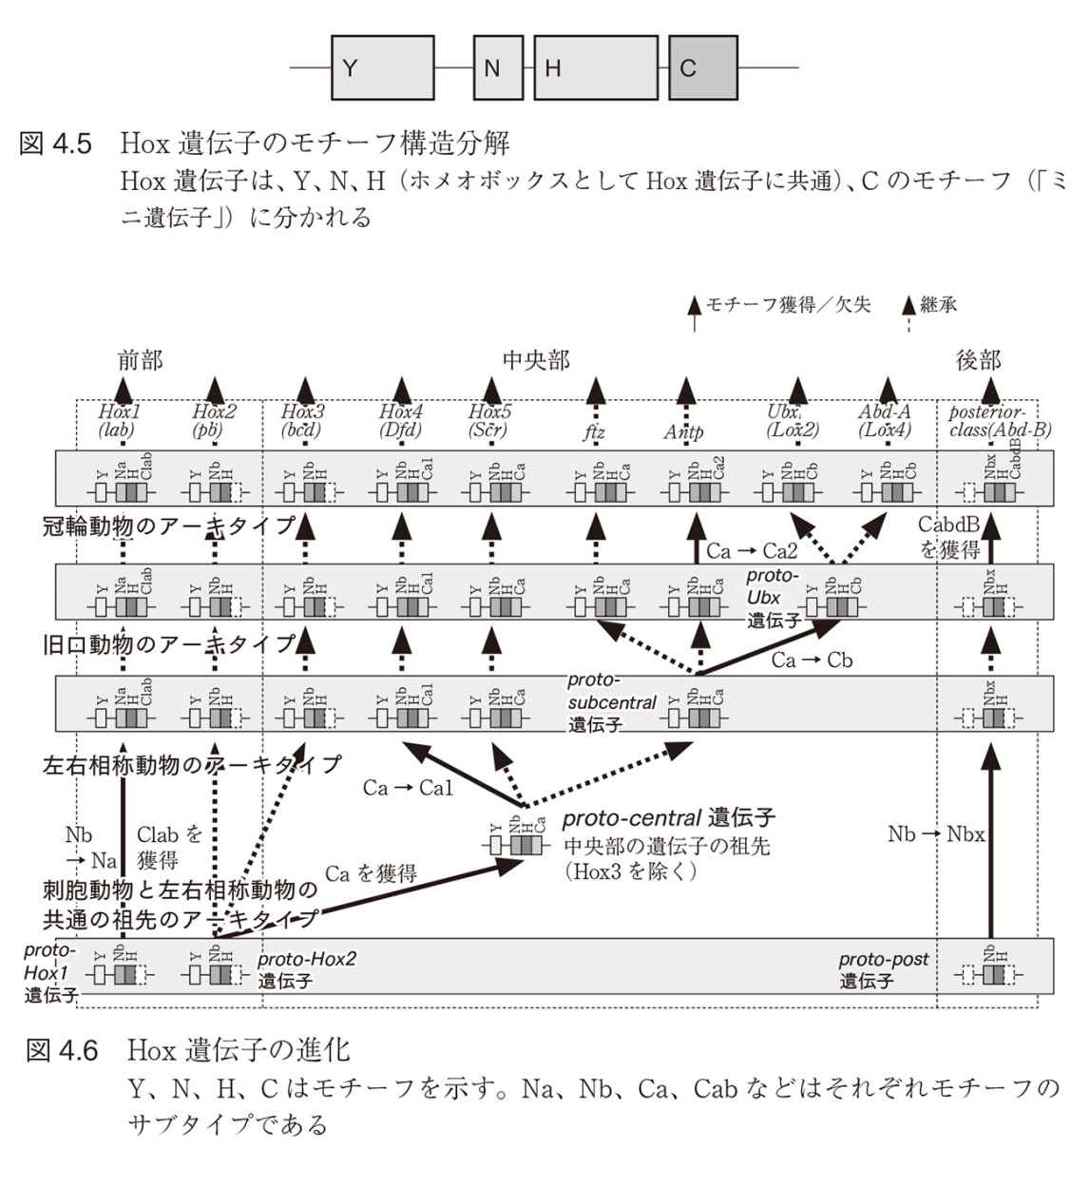 Y N H C
図 4.5 Hox 遺伝子のモチーフ構造分解
Hox 遺伝子は、Y、N、H（ホメオボックスとして Hox 遺伝子に共通）、C のモチーフ（「ミ
ニ遺伝子」）に分かれる
モチーフ獲得／欠失 継承
前部 中央部 後部
Hox1 Hox2 Hox3 Hox4 Hox5 Ubx, Abd-A posterior-
(lab) (pb) (bcd) (Dfd) (Scr) ftz Antp (Lox2) (Lox4) class(Abd-B)
Y Na H Clab Y Nb H Y Nb H Y Nb H Ca1 Y Nb H Ca Y Nb H Ca Y Nb H Ca2 Y Nb H Cb Y Nb H Cb Nbx H CabdB
冠輪動物のアーキタイプ
Ca → Ca2
CabdB
を獲得
Y Na H Clab Y Nb H Y Nb H Y Nb H Ca1 Y Nb H Ca Y Nb H Ca Y Nb H Ca Y Nb H Cb Nbx H
proto-
Ubx
遺伝子
旧口動物のアーキタイプ
Ca → Cb
Y Na H Clab Y Nb H Y Nb H Y Nb H Ca1 Y Nb H Ca Y Nb H Ca Nbx H
proto-
subcentral
遺伝子
左右相称動物のアーキタイプ
Ca → Ca1
Y Nb H Ca
proto-central 遺伝子
中央部の遺伝子の祖先
（Hox3 を除く）
Nb
→ Na
Clab を
獲得
Ca を獲得
Nb → Nbx
刺胞動物と左右相称動物の
共通の祖先のアーキタイプ
proto-
Hox1
遺伝子
Y Nb H Y Nb H Nb H
proto-Hox2
遺伝子
proto-post
遺伝子
図 4.6 Hox 遺伝子の進化
Y、N、H、C はモチーフを示す。Na、Nb、Ca、Cab などはそれぞれモチーフの
サブタイプである